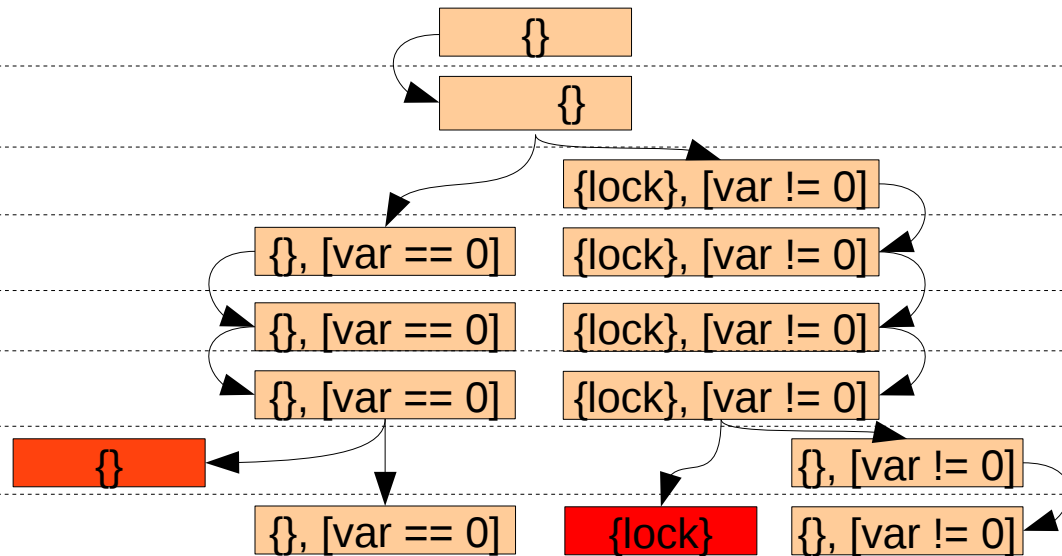 {}
{}
{lock}, [var != 0]
{}, [var == 0]
{lock}, [var != 0]
{}, [var == 0]
{lock}, [var != 0]
{}, [var == 0]
{lock}, [var != 0]
{}
{}, [var != 0]
{}, [var == 0]
{lock}
{}, [var != 0]